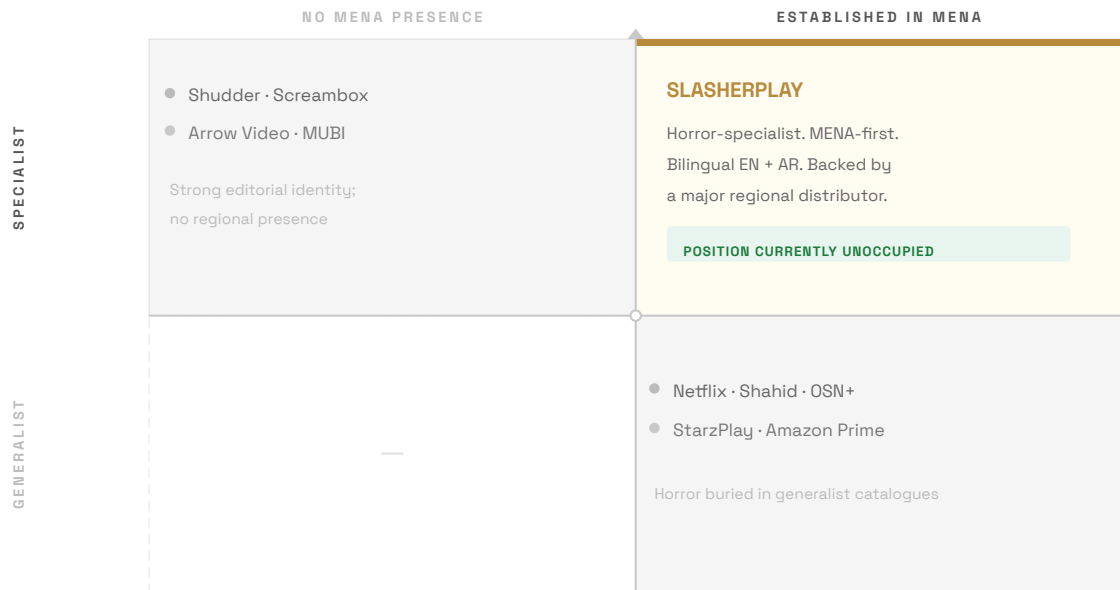 NO MENA PRESENCE
ESTABLISHED IN MENA
SPECIALIST
Shudder · Screambox
Arrow Video · MUBI
Strong editorial identity;
no regional presence
SLASHERPLAY
Horror-specialist. MENA-first.
Bilingual EN + AR. Backed by
a major regional distributor.
POSITION CURRENTLY UNOCCUPIED
GENERALIST
—
Netflix · Shahid · OSN+
StarzPlay · Amazon Prime
Horror buried in generalist catalogues